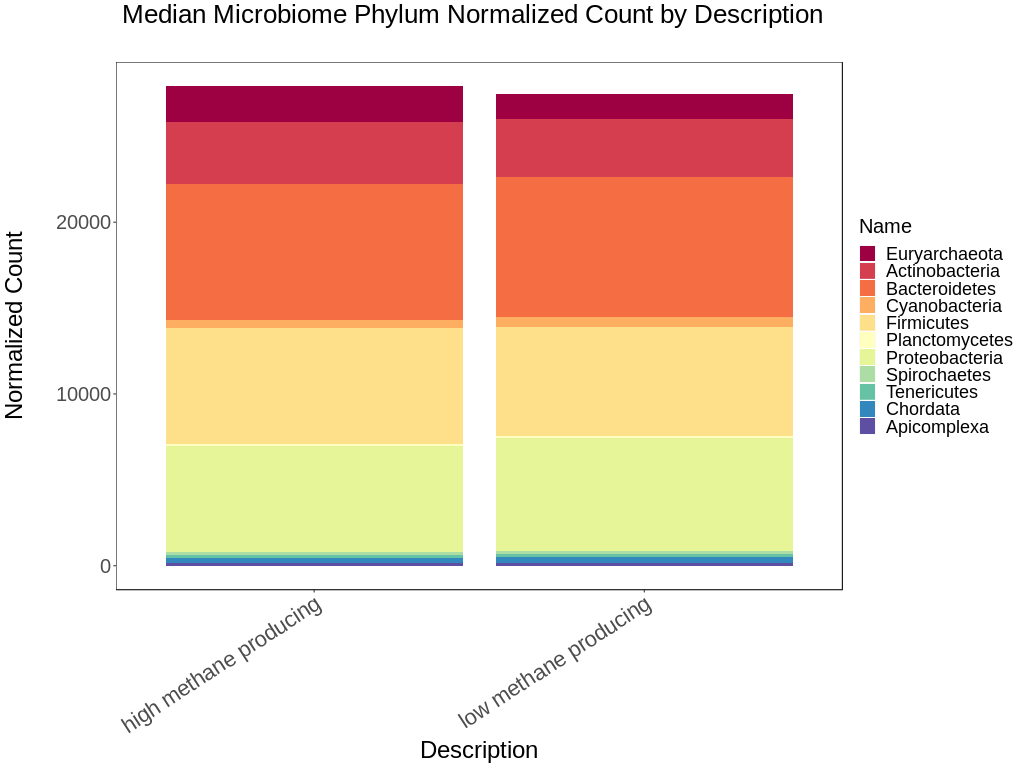 Median Microbiome Phylum Normalized Count by Description
Normalized Count
20000
10000
0
high methane producing
low methane producing
Description
Name
Euryarchaeota
Actinobacteria
Bacteroidetes
Cyanobacteria
Firmicutes
Planctomycetes
Proteobacteria
Spirochaetes
Tenericutes
Chordata
Apicomplexa